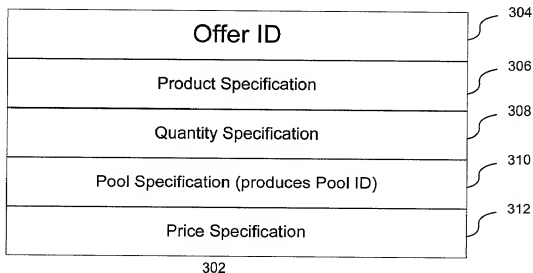 Offer ID
304
Product Specification
306
Quantity Specification
308
Pool Specification (produces Pool ID)
310
Price Specification
312
302